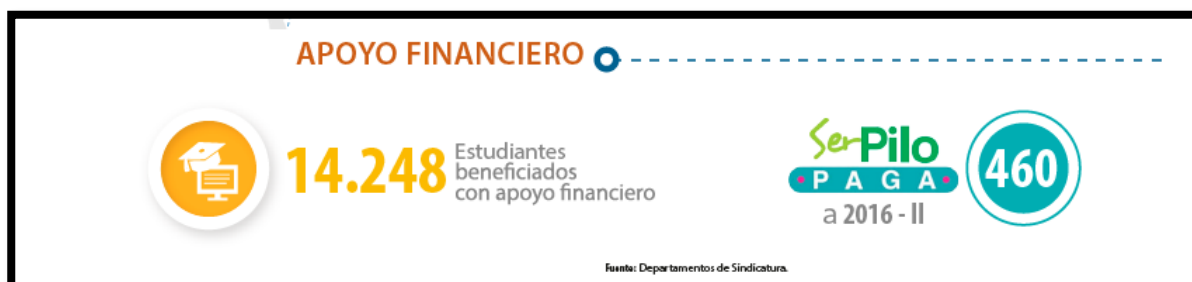 APOYO FINANCIERO
14.248
Estudiantes
beneficiados
con apoyo financiero
Ser Pilo
PAGA
a 2016 - II
460
Fuente: Departamentos de Sindicatura.